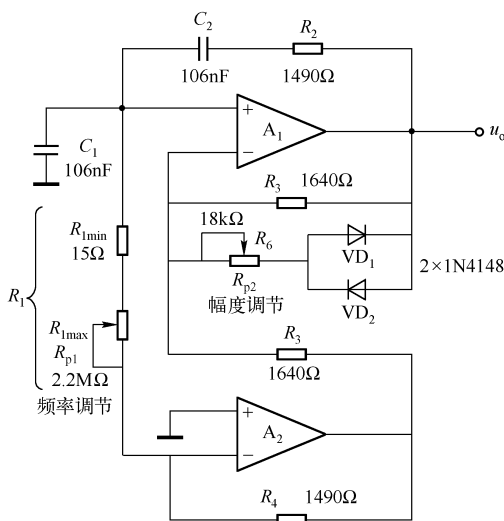 C₂
106nF
R₂
1490Ω
C₁
106nF
+
A₁
−
uₒ
R₃ 1640Ω
18kΩ
R₆
Rp2
幅度调节
VD₁
VD₂
2×1N4148
R₁
R1min
15Ω
R1max
Rp1
2.2MΩ
频率调节
R₃
1640Ω
+
A₂
−
R₄ 1490Ω